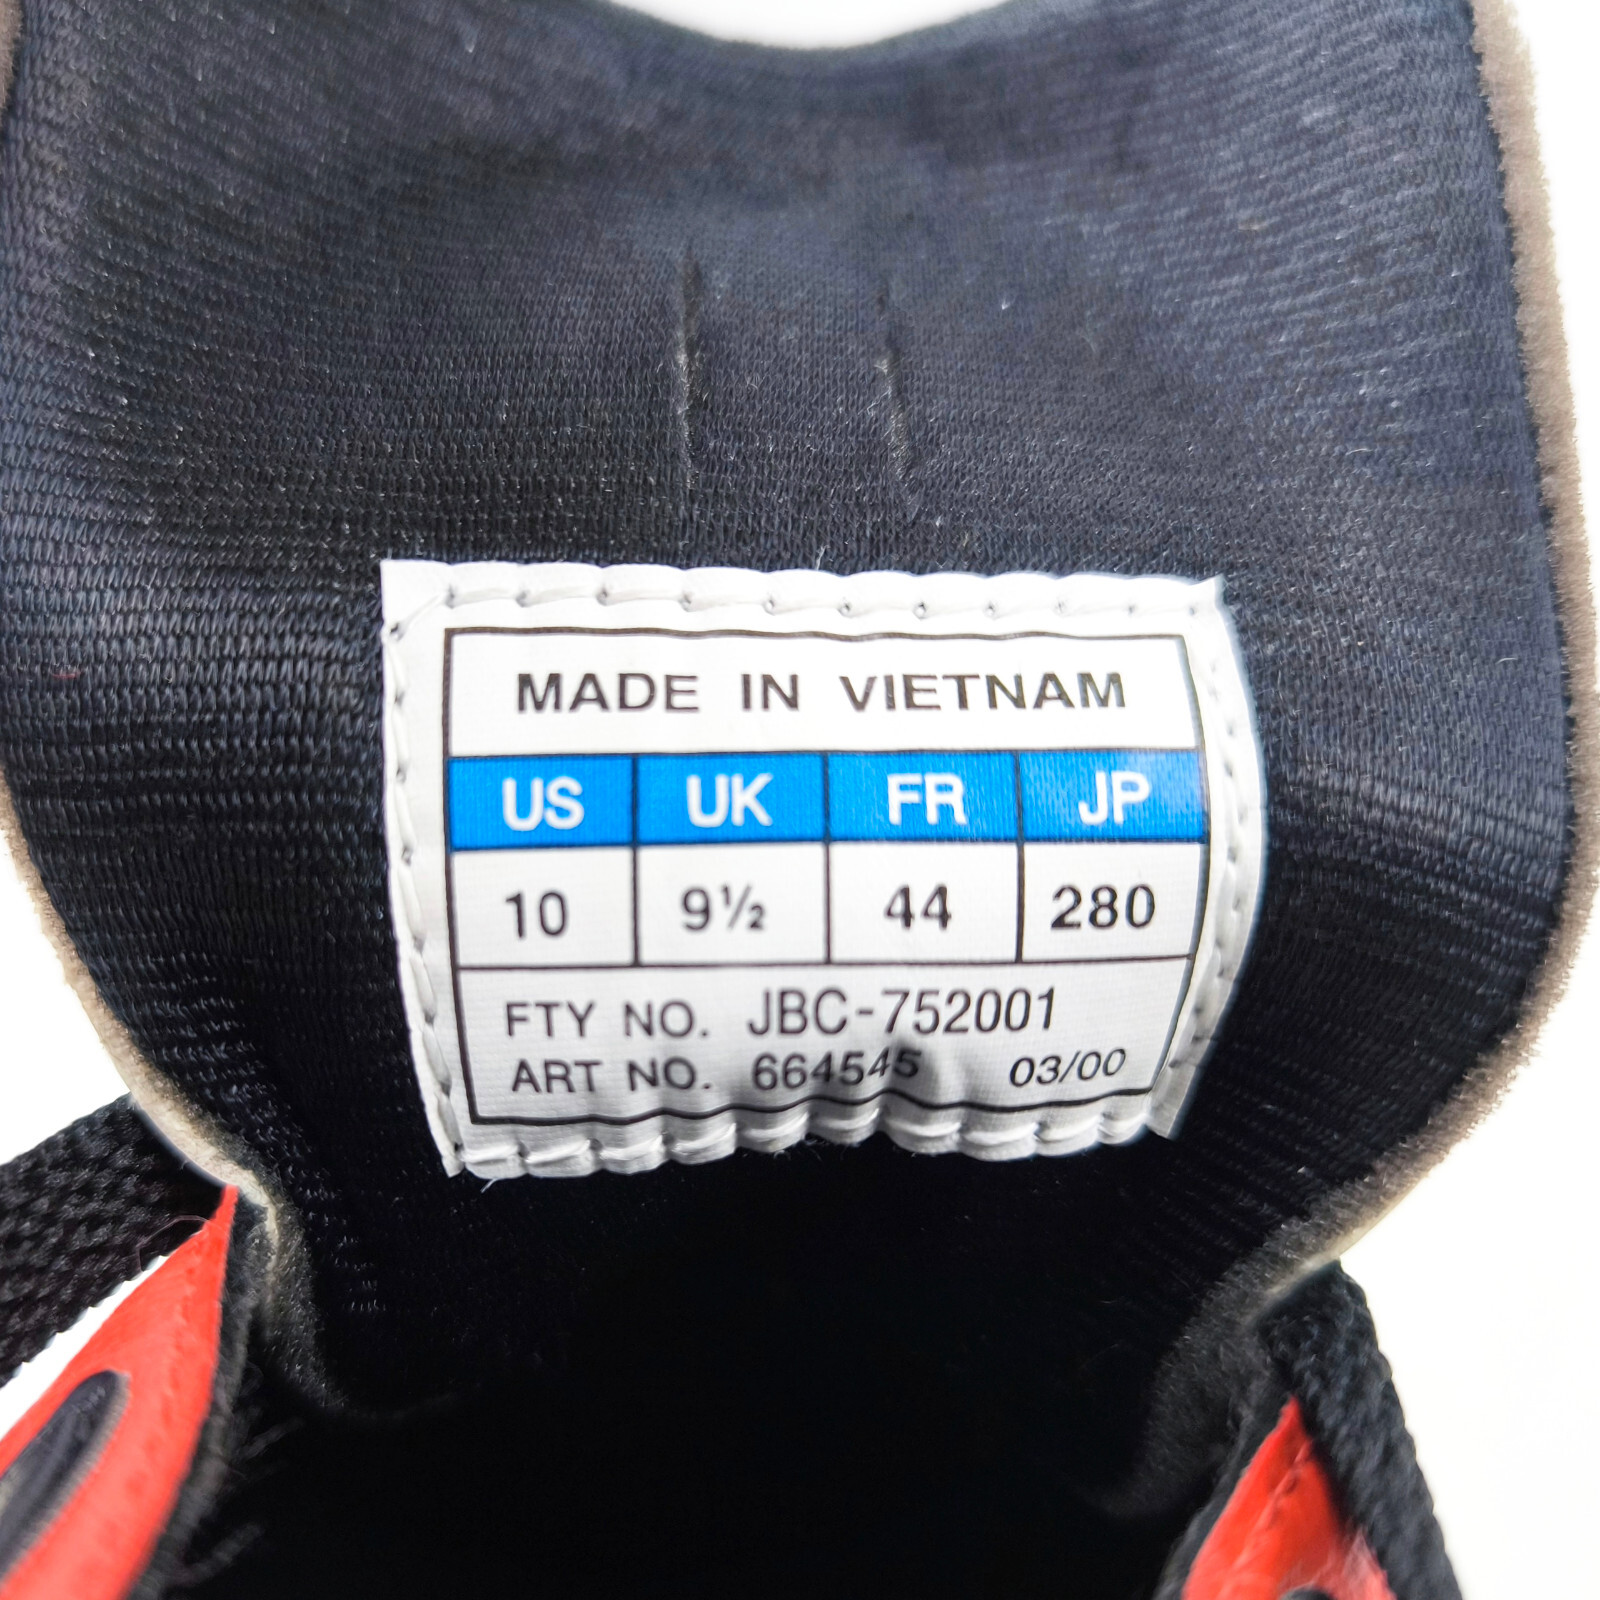 MADE IN VIETNAM
US UK FR JP
10 9½ 44 280
FTY NO. JBC-752001
ART NO. 664545 03/00